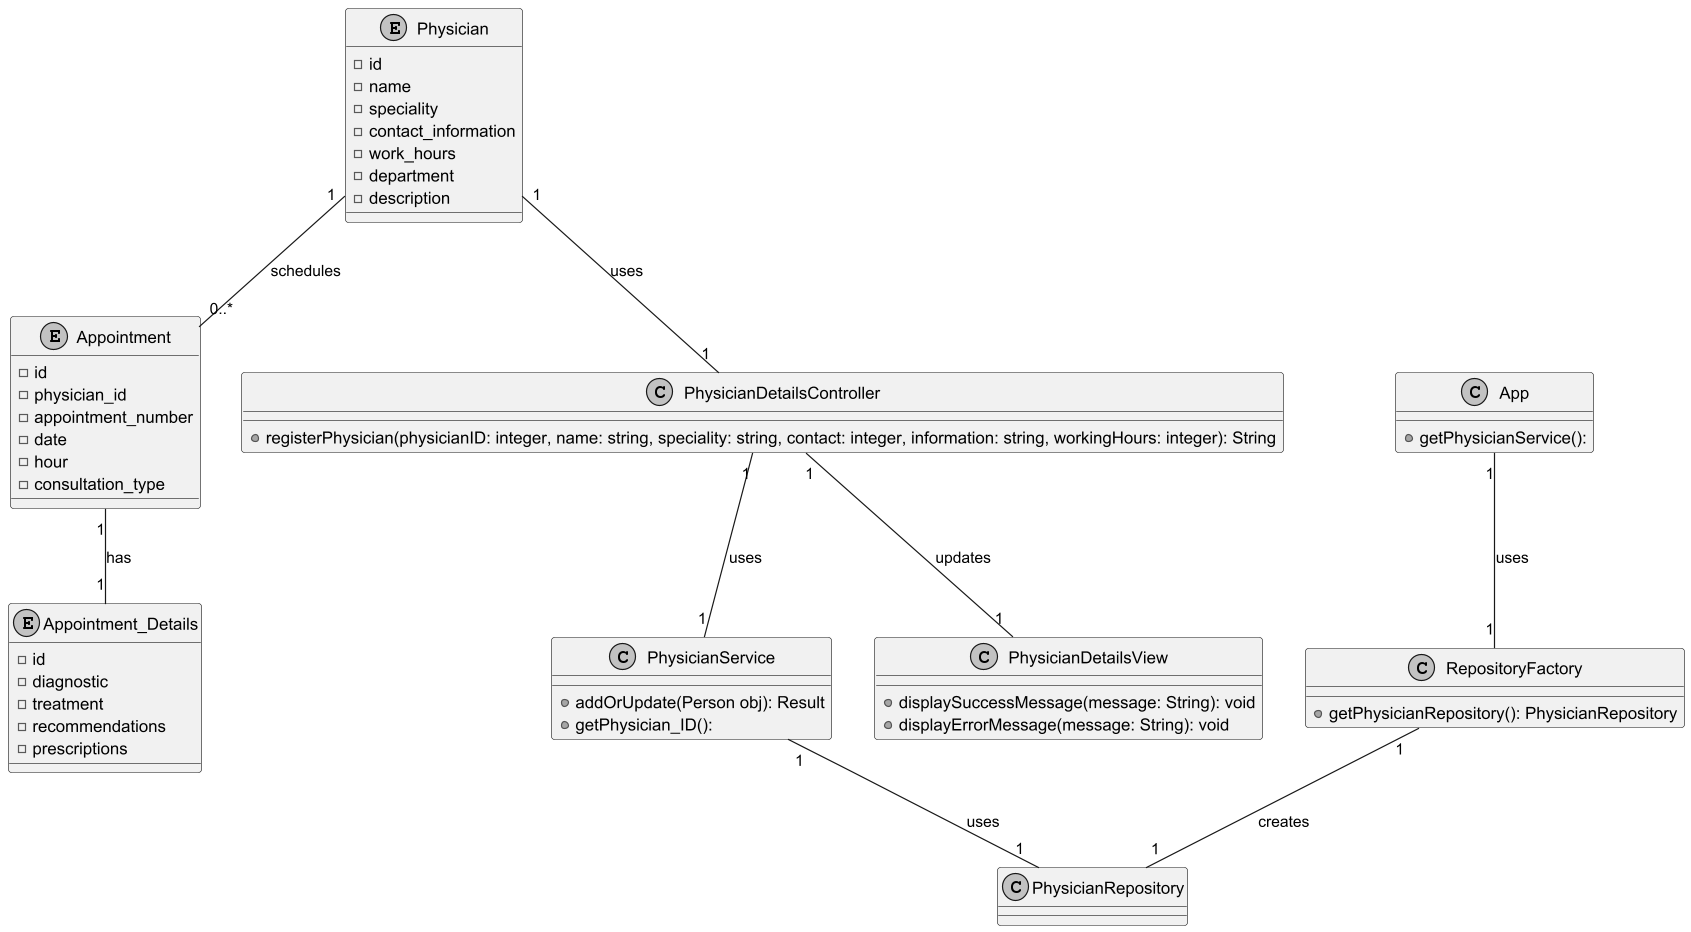 E Physician
id
name
speciality
contact_information
work_hours
department
description
1
1
schedules
uses
0..*
1
E Appointment
id
physician_id
appointment_number
date
hour
consultation_type
C PhysicianDetailsController
registerPhysician(physicianID: integer, name: string, speciality: string, contact: integer, information: string, workingHours: integer): String
C App
getPhysicianService():
1
has
1
1
uses
1
1
updates
1
1
uses
1
E Appointment_Details
id
diagnostic
treatment
recommendations
prescriptions
C PhysicianService
addOrUpdate(Person obj): Result
getPhysician_ID():
C PhysicianDetailsView
displaySuccessMessage(message: String): void
displayErrorMessage(message: String): void
C RepositoryFactory
getPhysicianRepository(): PhysicianRepository
1
uses
1
1
creates
1
C PhysicianRepository